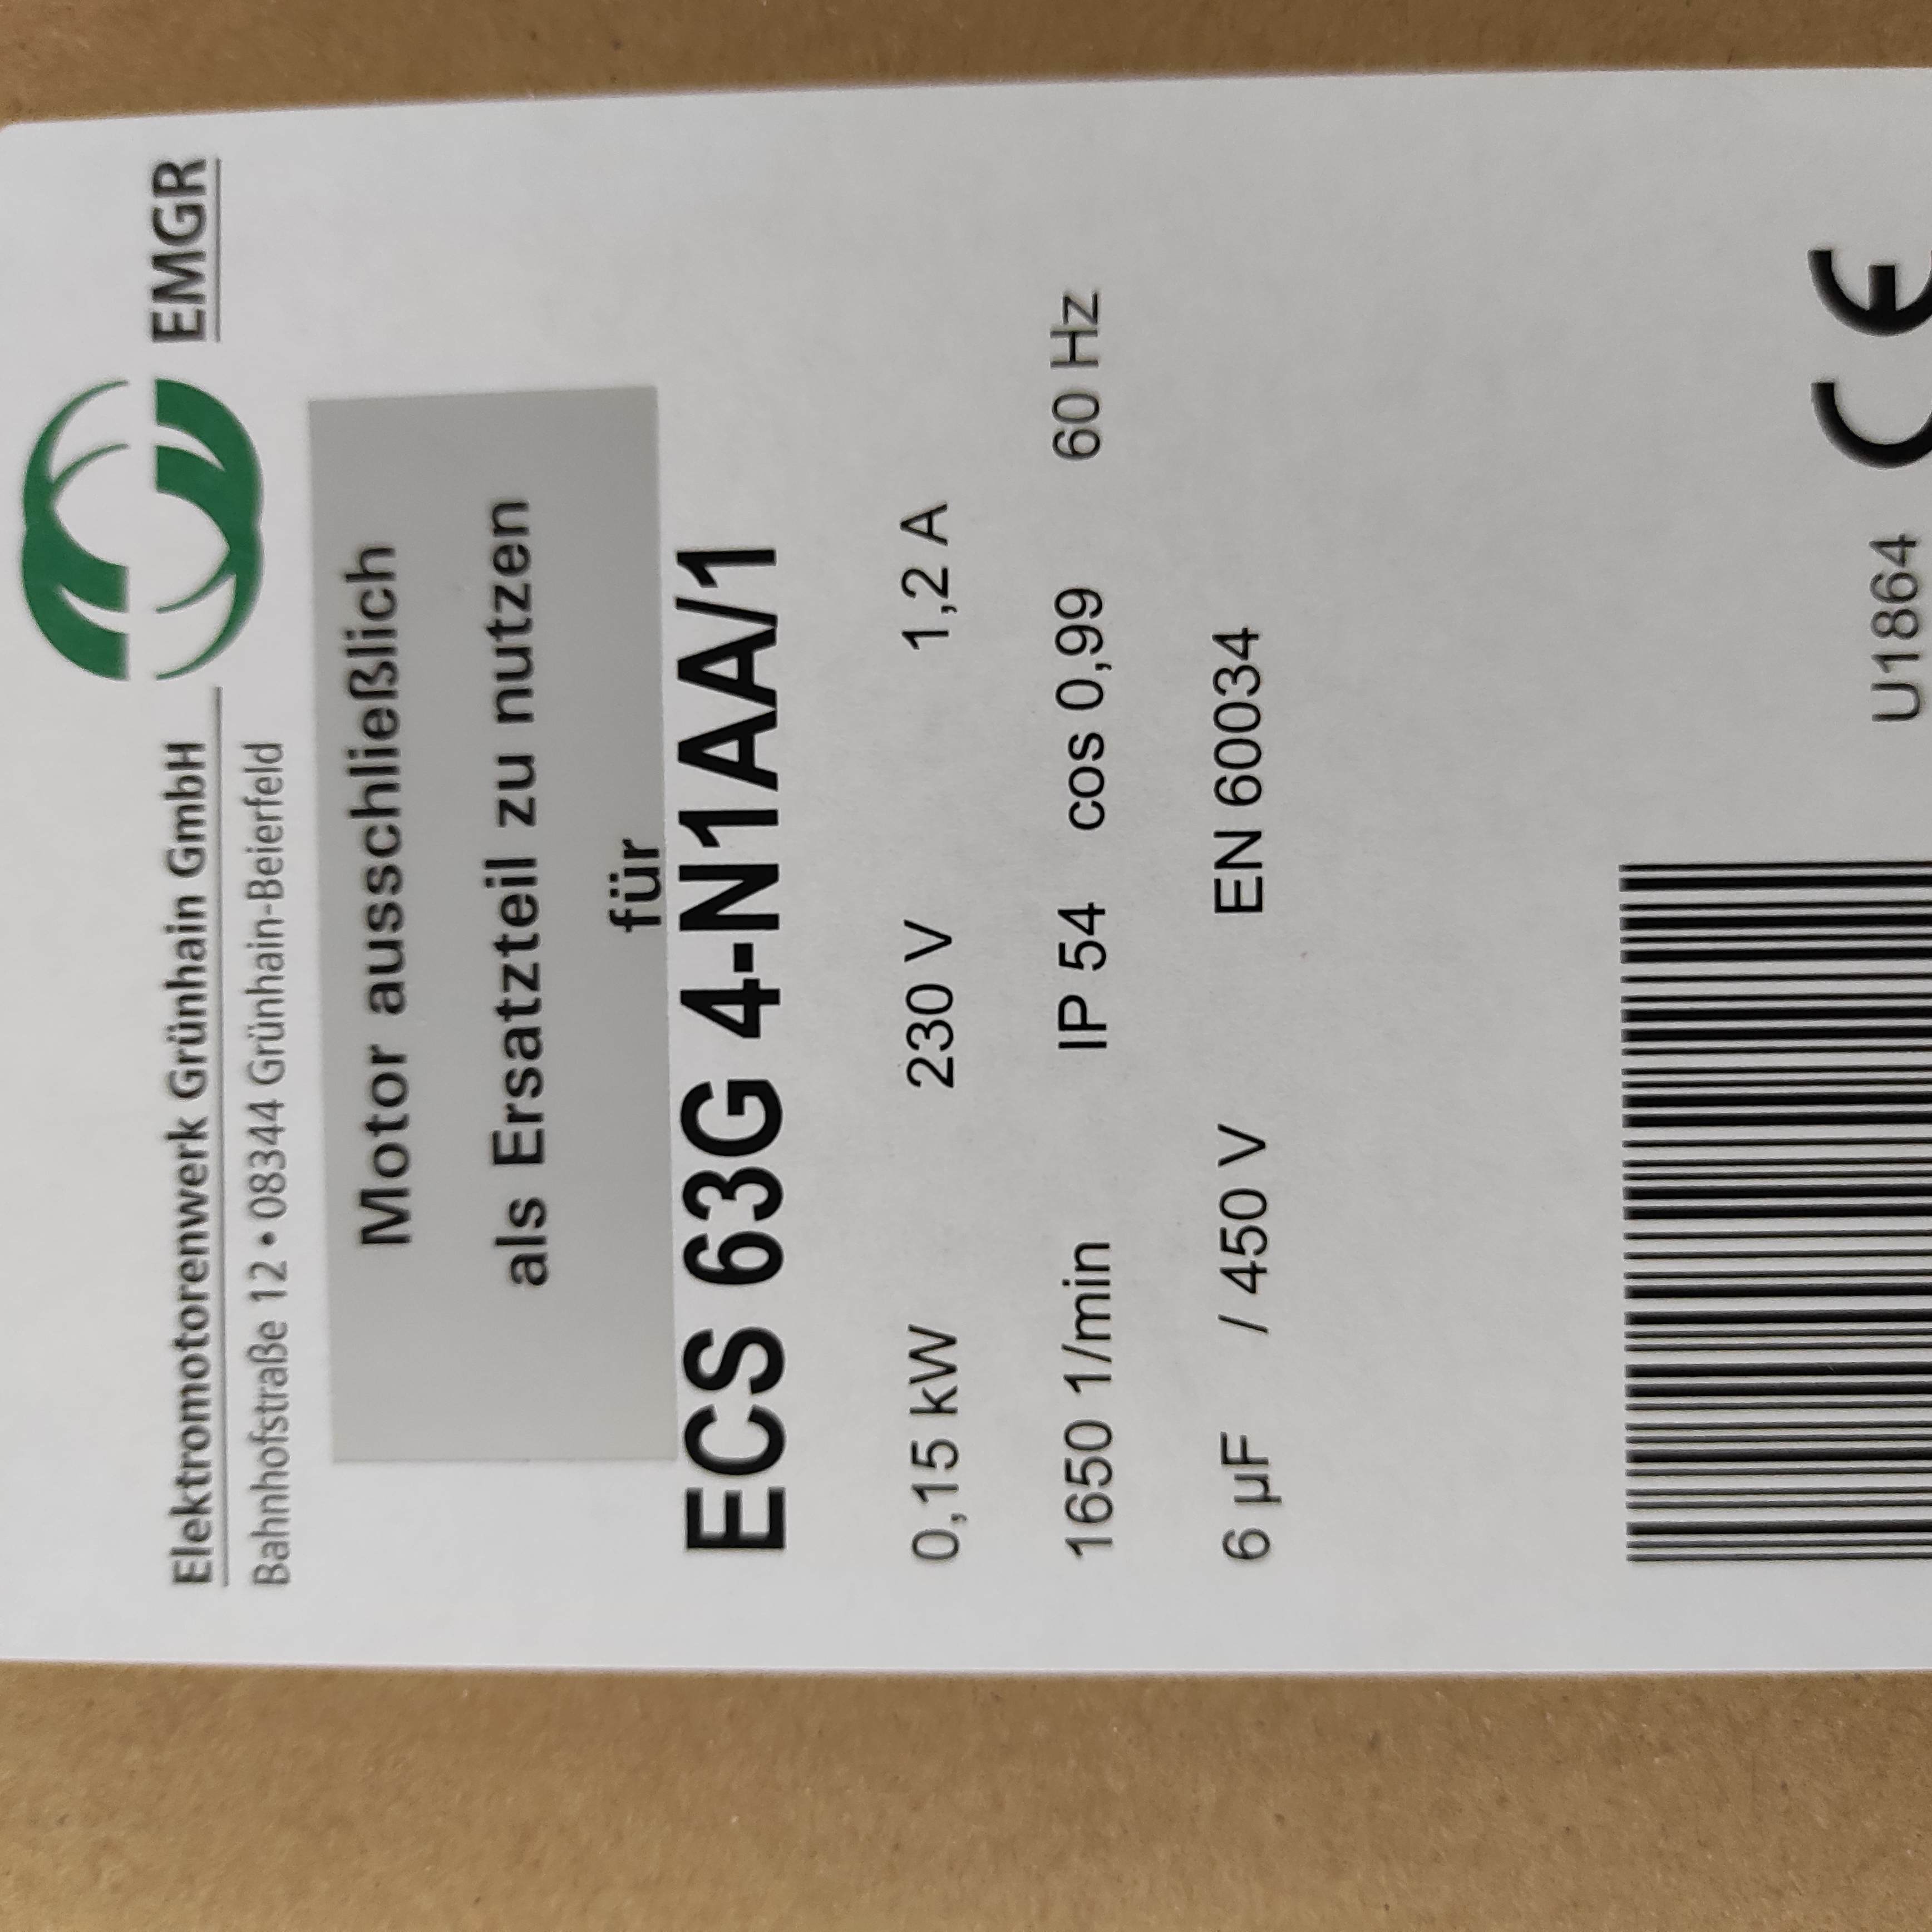 Elektromotorenwerk Grünhain GmbH EMGR
Bahnhofstraße 12 • 08344 Grünhain-Beierfeld
Motor ausschließlich
als Ersatzteil zu nutzen
für
ECS 63G 4-N1AA/1
0,15 kW 230 V 1,2 A
1650 1/min IP 54 cos 0,99 60 Hz
6 µF / 450 V EN 60034
U1864 CE